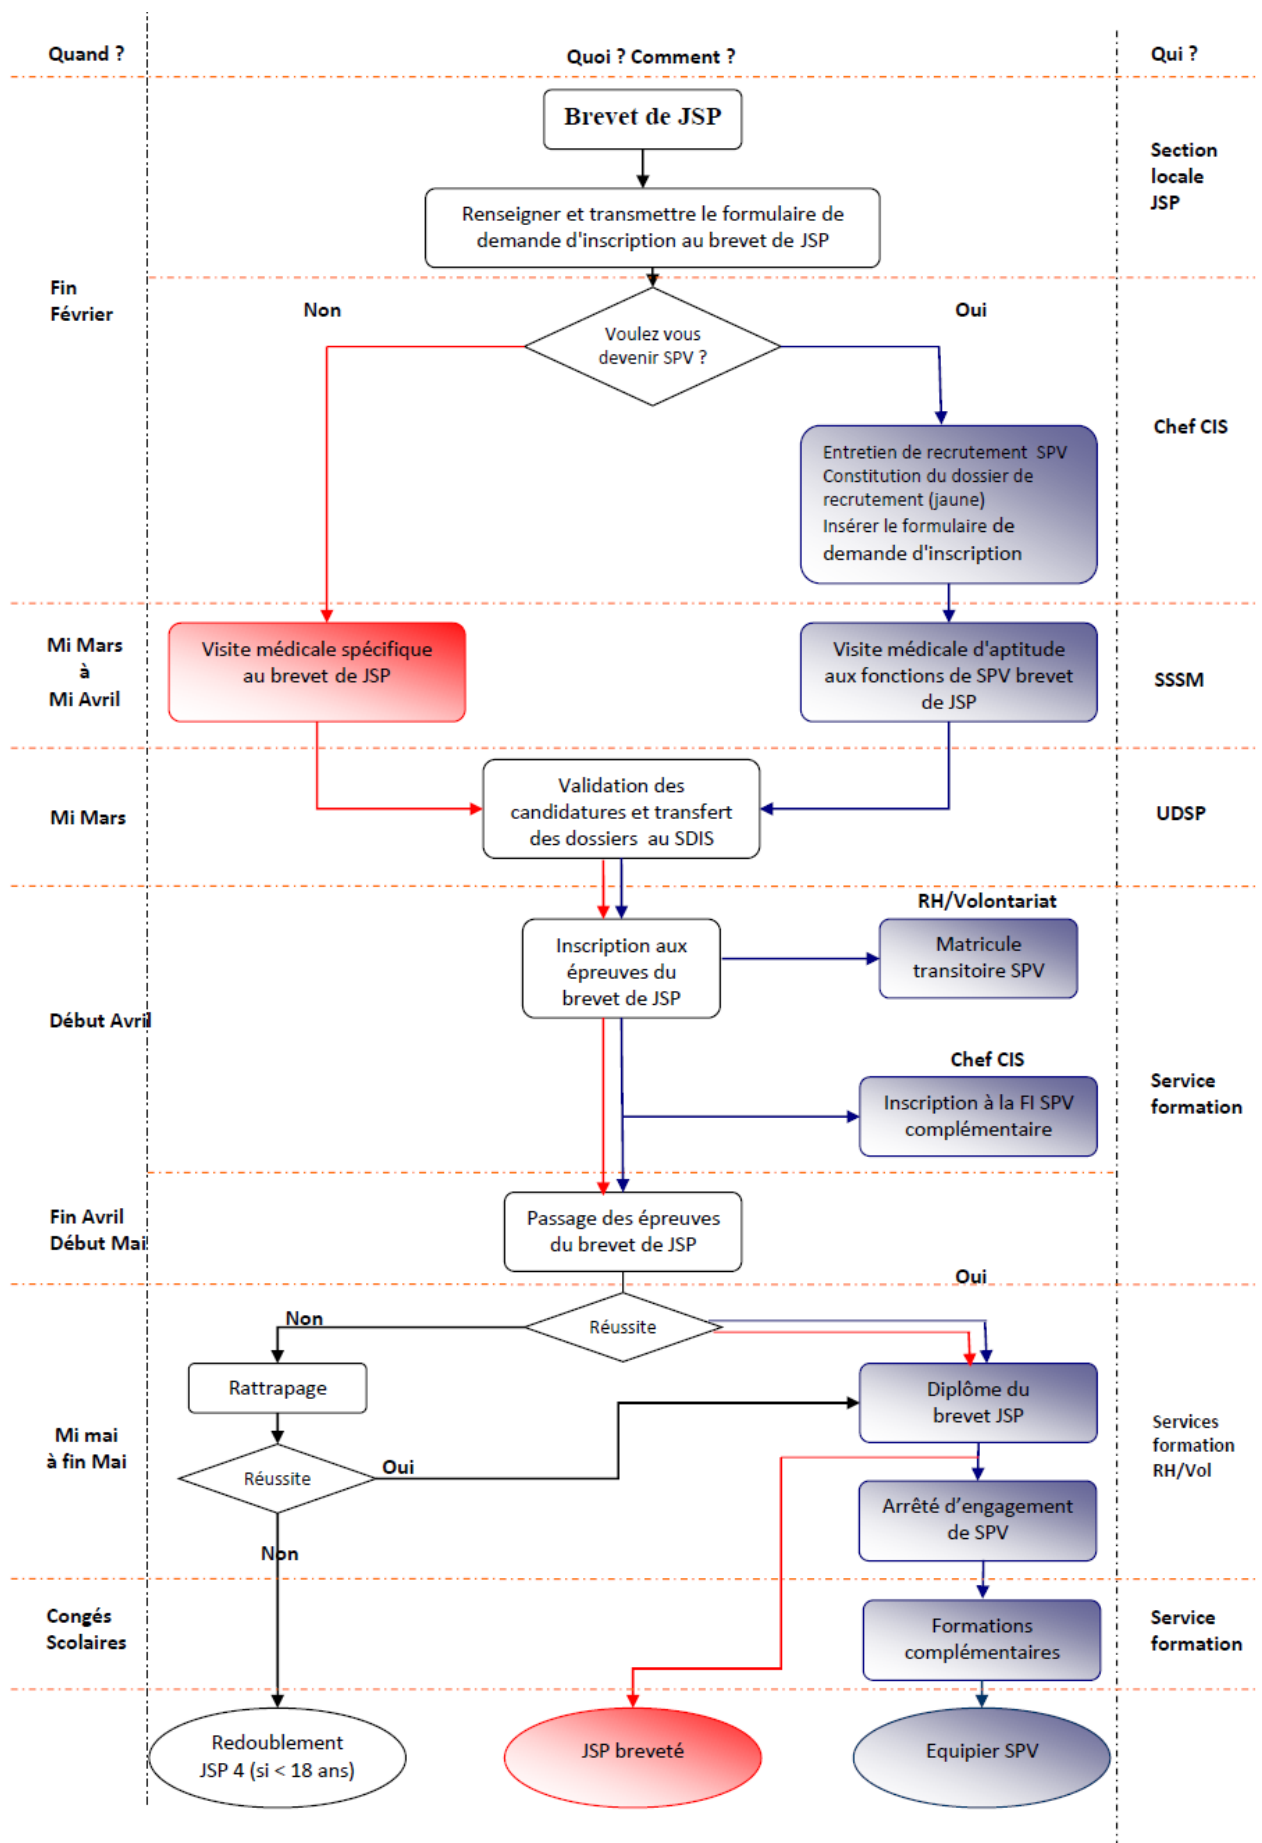 Quand ?
Quoi ? Comment ?
Qui ?
Brevet de JSP
Section
locale
JSP
Renseigner et transmettre le formulaire de
demande d'inscription au brevet de JSP
Fin
Février
Non
Oui
Voulez vous
devenir SPV ?
Chef CIS
Entretien de recrutement SPV
Constitution du dossier de
recrutement (jaune)
Insérer le formulaire de
demande d'inscription
Mi Mars
à
Mi Avril
Visite médicale spécifique
au brevet de JSP
Visite médicale d'aptitude
aux fonctions de SPV brevet
de JSP
SSSM
Mi Mars
Validation des
candidatures et transfert
des dossiers au SDIS
UDSP
RH/Volontariat
Inscription aux
épreuves du
brevet de JSP
Matricule
transitoire SPV
Début Avril
Chef CIS
Inscription à la FI SPV
complémentaire
Service
formation
Fin Avril
Début Mai
Passage des épreuves
du brevet de JSP
Oui
Non
Réussite
Rattrapage
Diplôme du
brevet JSP
Mi mai
à fin Mai
Services
formation
RH/Vol
Réussite
Oui
Arrêté d’engagement
de SPV
Non
Congés
Scolaires
Formations
complémentaires
Service
formation
Redoublement
JSP 4 (si < 18 ans)
JSP breveté
Equipier SPV